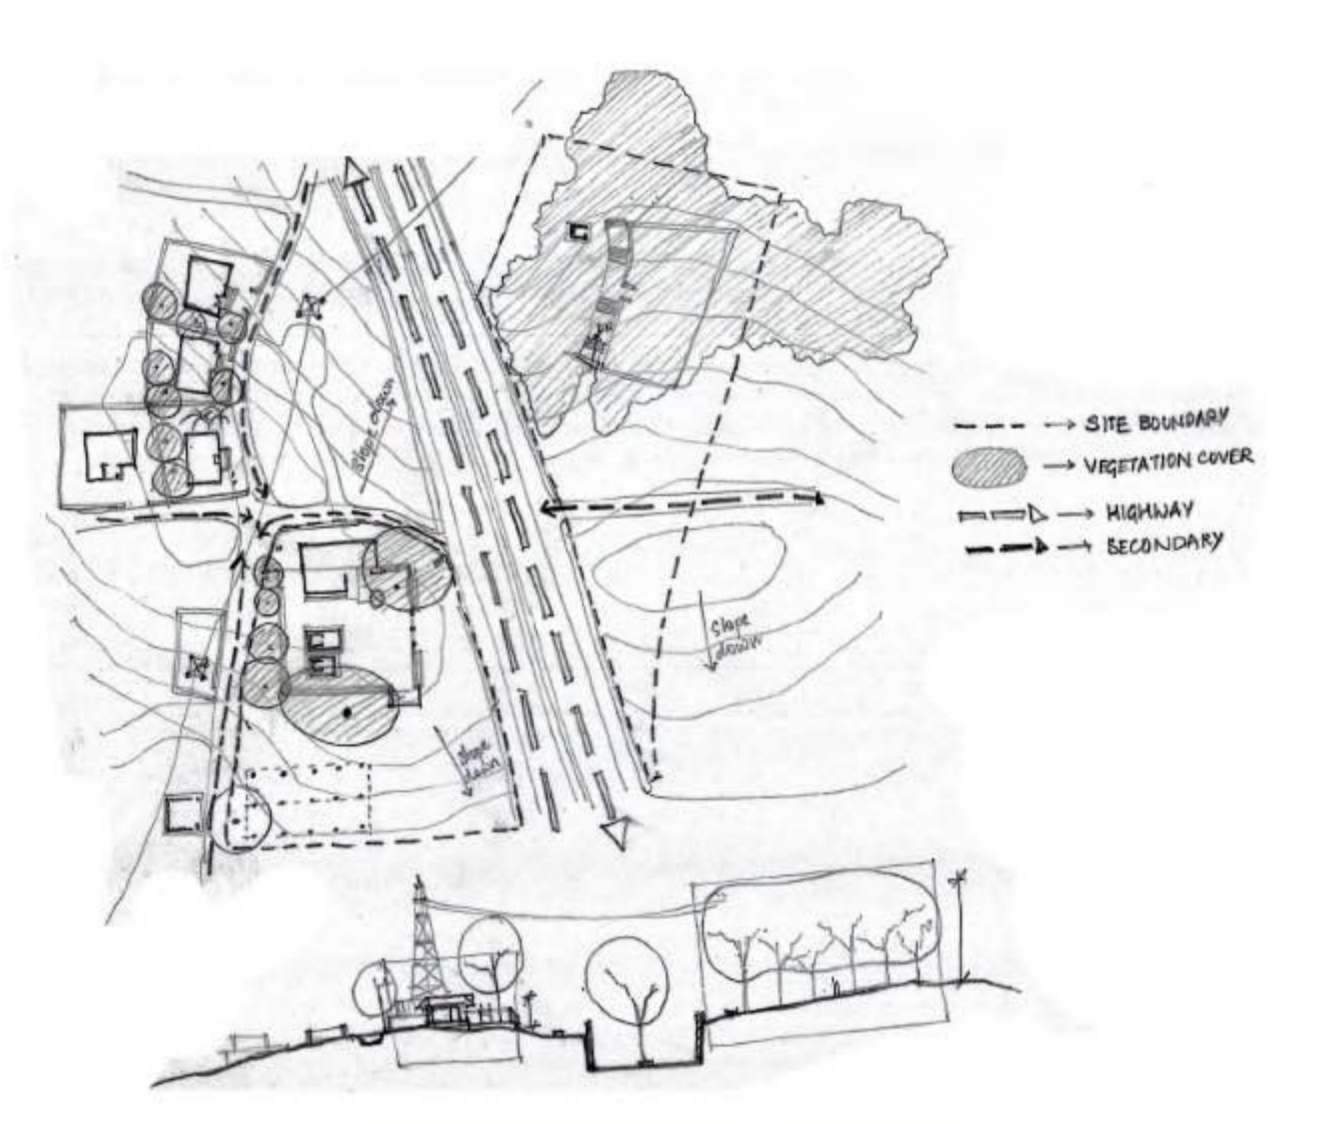 slope down
SITE BOUNDARY
VEGETATION COVER
HIGHWAY
SECONDARY
slope
down
slope
down